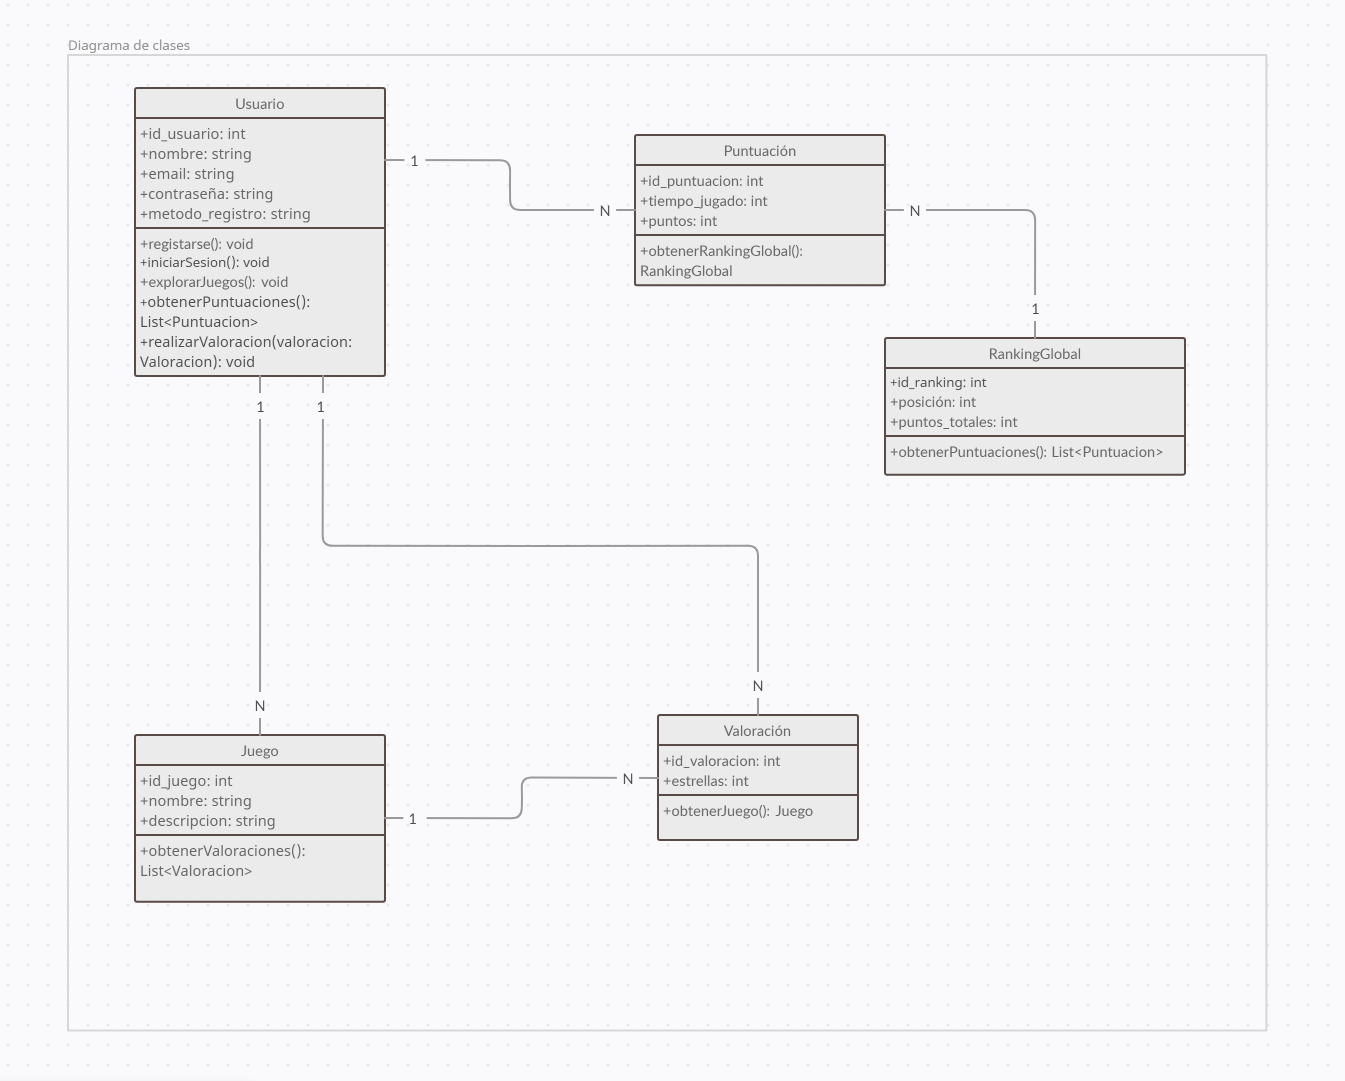 Diagrama de clases
Usuario
+id_usuario: int
+nombre: string
+email: string
+contraseña: string
+metodo_registro: string
+registarse(): void
+iniciarSesion(): void
+explorarJuegos(): void
+obtenerPuntuaciones():
List<Puntuacion>
+realizarValoracion(valoracion:
Valoracion): void
1
N
Puntuación
+id_puntuacion: int
+tiempo_jugado: int
+puntos: int
+obtenerRankingGlobal():
RankingGlobal
N
1
RankingGlobal
+id_ranking: int
+posición: int
+puntos_totales: int
+obtenerPuntuaciones(): List<Puntuacion>
1
1
N
N
Juego
+id_juego: int
+nombre: string
+descripcion: string
+obtenerValoraciones():
List<Valoracion>
1
N
Valoración
+id_valoracion: int
+estrellas: int
+obtenerJuego(): Juego